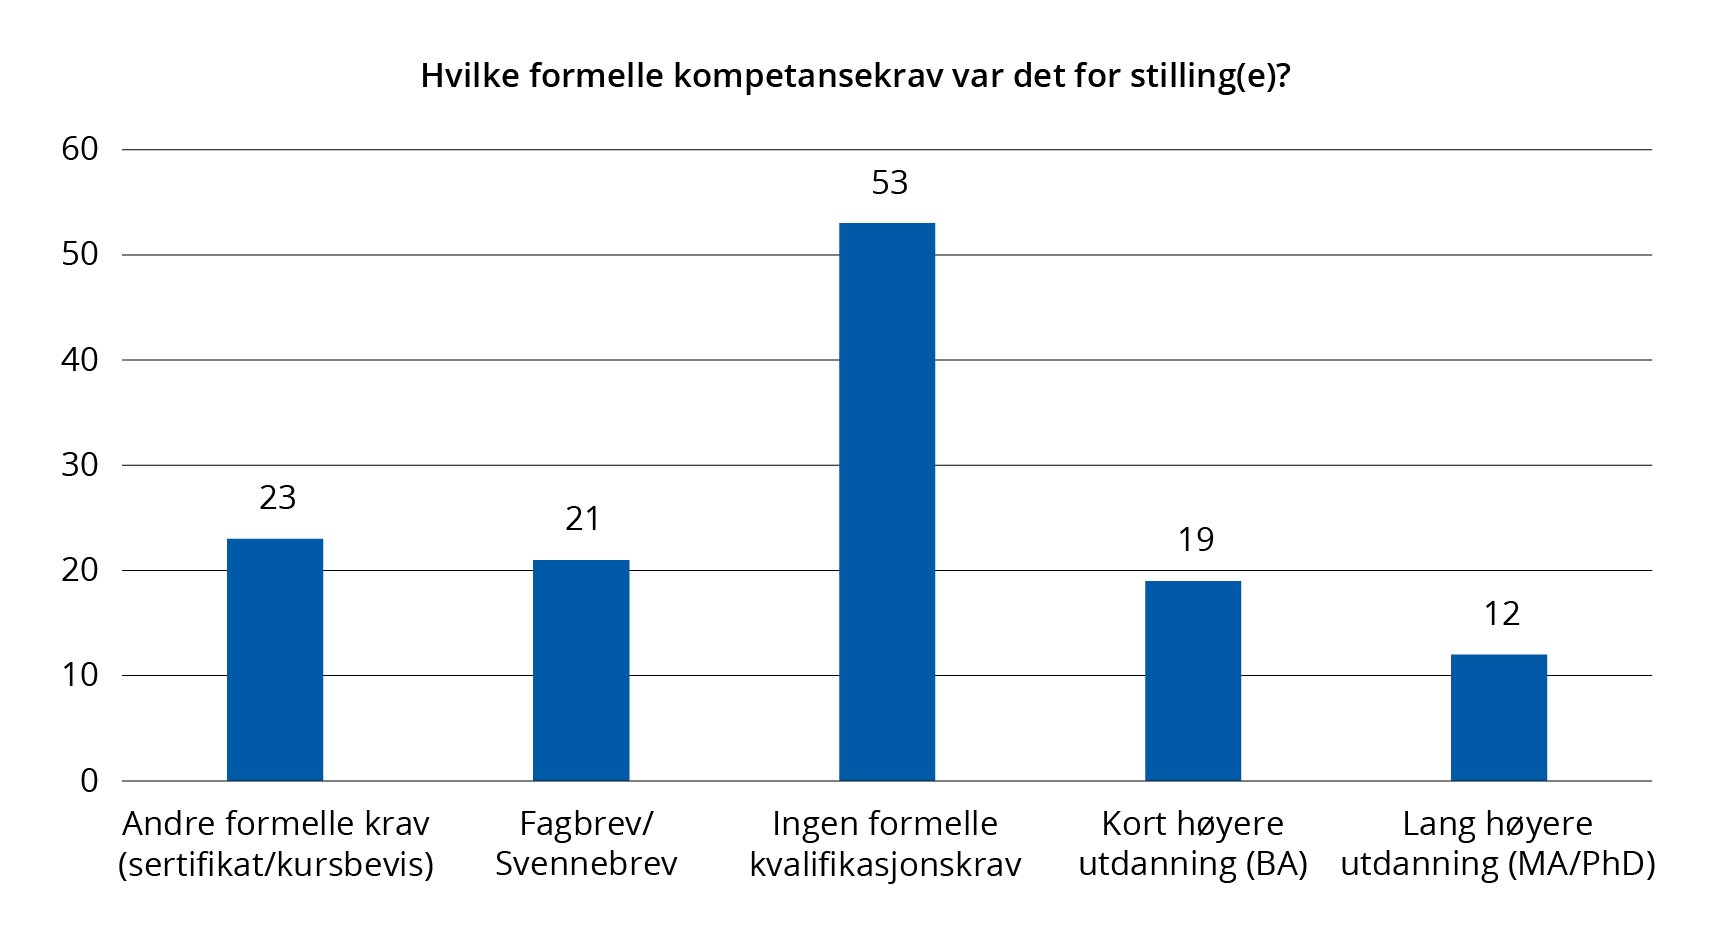 Hvilke formelle kompetansekrav var det for stilling(e)?
60
50
40
30
20
10
0
23
21
53
19
12
Andre formelle krav
(sertifikat/kursbevis)
Fagbrev/
Svennebrev
Ingen formelle
kvalifikasjonskrav
Kort høyere
utdanning (BA)
Lang høyere
utdanning (MA/PhD)